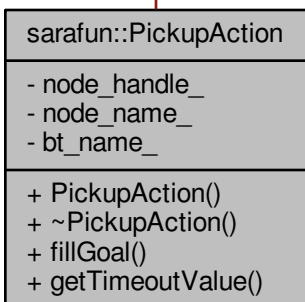 sarafun::PickupAction
- node_handle_
- node_name_
- bt_name_
+ PickupAction()
+ ~PickupAction()
+ fillGoal()
+ getTimeoutValue()